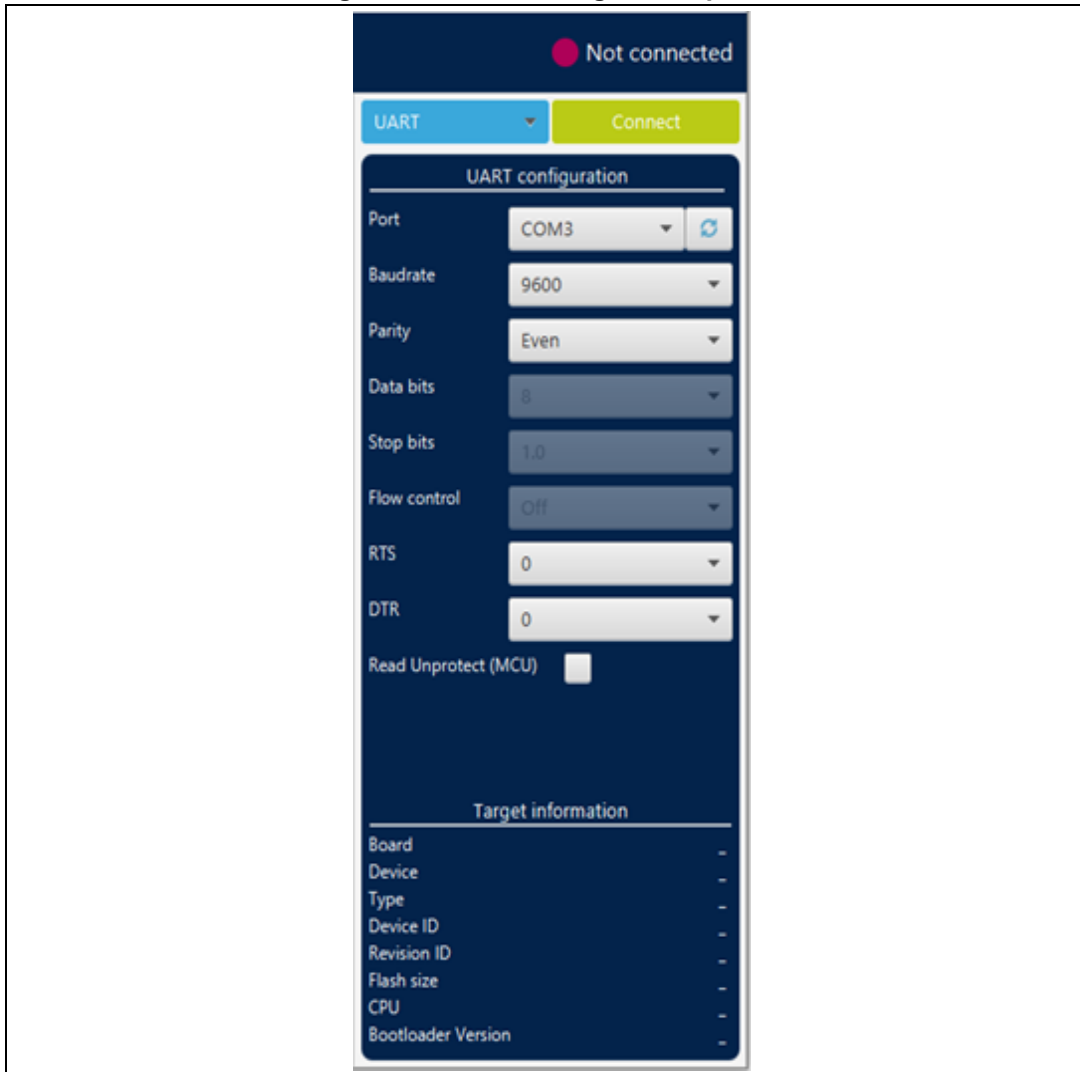 Not connected
UART Connect
UART configuration
Port COM3
Baudrate 9600
Parity Even
Data bits 8
Stop bits 1.0
Flow control Off
RTS 0
DTR 0
Read Unprotect (MCU)
Target information
Board -
Device -
Type -
Device ID -
Revision ID -
Flash size -
CPU -
Bootloader Version -